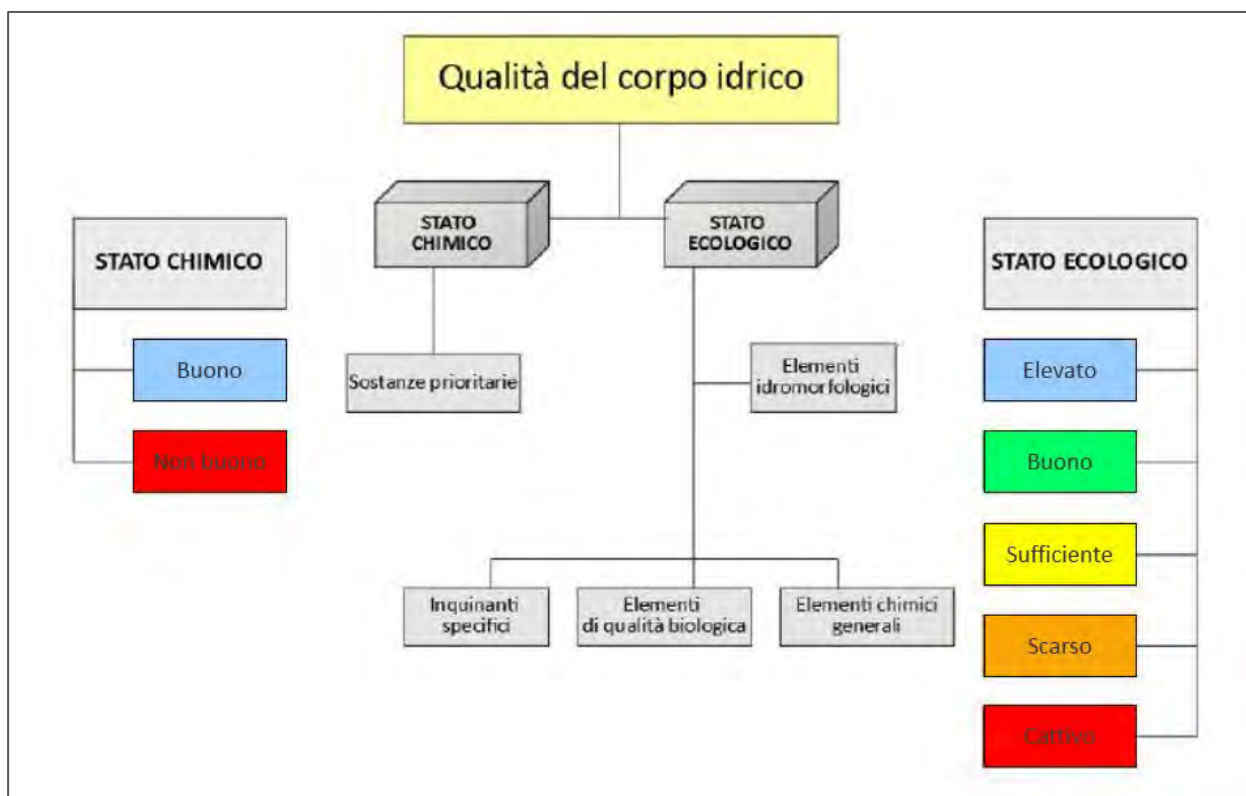 Qualità del corpo idrico
STATO
CHIMICO
STATO
ECOLOGICO
STATO CHIMICO
Buono
Non buono
Sostanze prioritarie
Elementi
idromorfologici
Inquinanti
specifici
Elementi
di qualità biologica
Elementi chimici
generali
STATO ECOLOGICO
Elevato
Buono
Sufficiente
Scarso
Cattivo